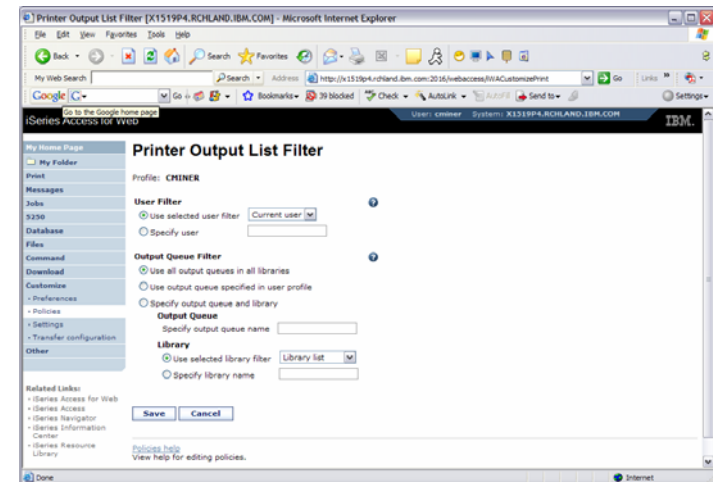 Printer Output List Filter [X1519P4.RCHLAND.IBM.COM] - Microsoft Internet Explorer
File Edit View Favorites Tools Help
Back Search Favorites
My Web Search Search Address http://x1519p4.rchland.ibm.com:2016/webaccess/iWACustomizePrint Go Links
Google G Go Bookmarks 39 blocked Check AutoLink AutoFill Send to Settings
Go to the Google home page
iSeries Access for Web User: cminer System: X1519P4.RCHLAND.IBM.COM IBM.
My Home Page
My Folder
Print
Messages
Jobs
5250
Database
Files
Command
Download
Customize
Preferences
Policies
Settings
Transfer configuration
Other
Related Links:
iSeries Access for Web
iSeries Access
iSeries Navigator
iSeries Information Center
iSeries Resource Library
Printer Output List Filter
Profile: CMINER
User Filter ?
Use selected user filter Current user
Specify user
Output Queue Filter ?
Use all output queues in all libraries
Use output queue specified in user profile
Specify output queue and library
Output Queue
Specify output queue name
Library
Use selected library filter Library list
Specify library name
Save Cancel
Policies help
View help for editing policies.
Done Internet